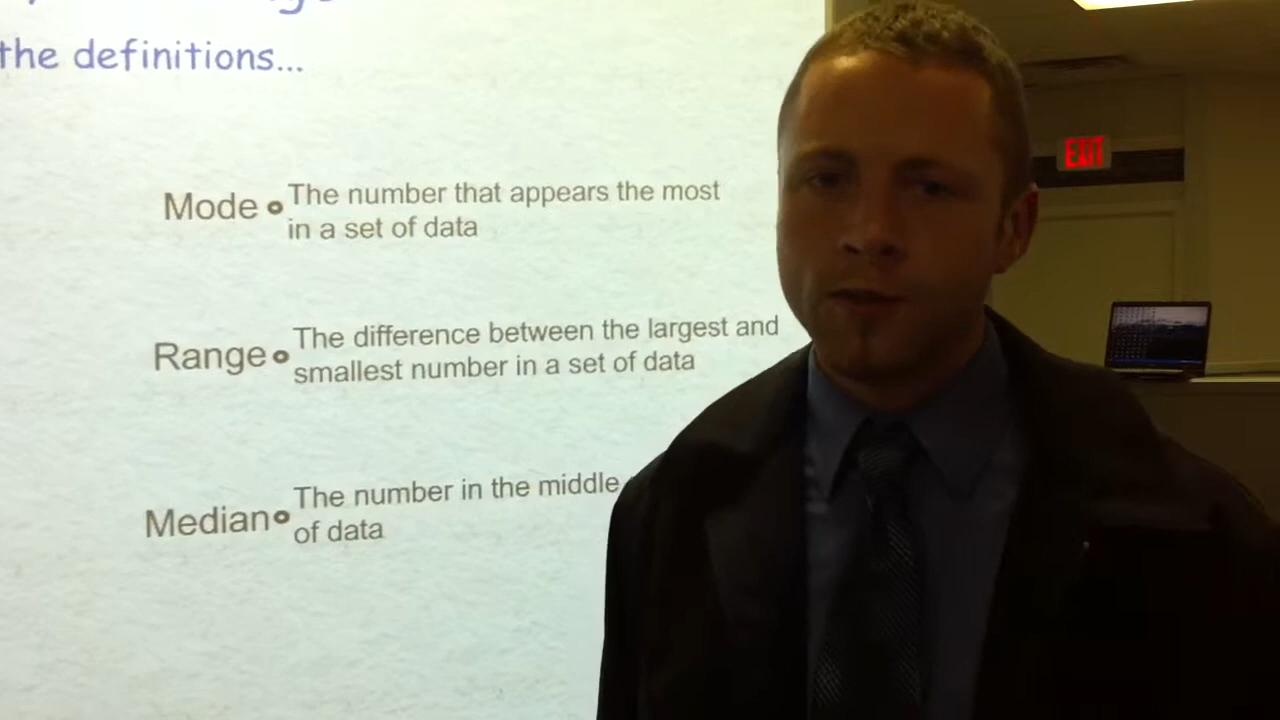 the definitions...
Mode
The number that appears the most
in a set of data
Range
The difference between the largest and
smallest number in a set of data
Median
The number in the middle
of data
EXIT